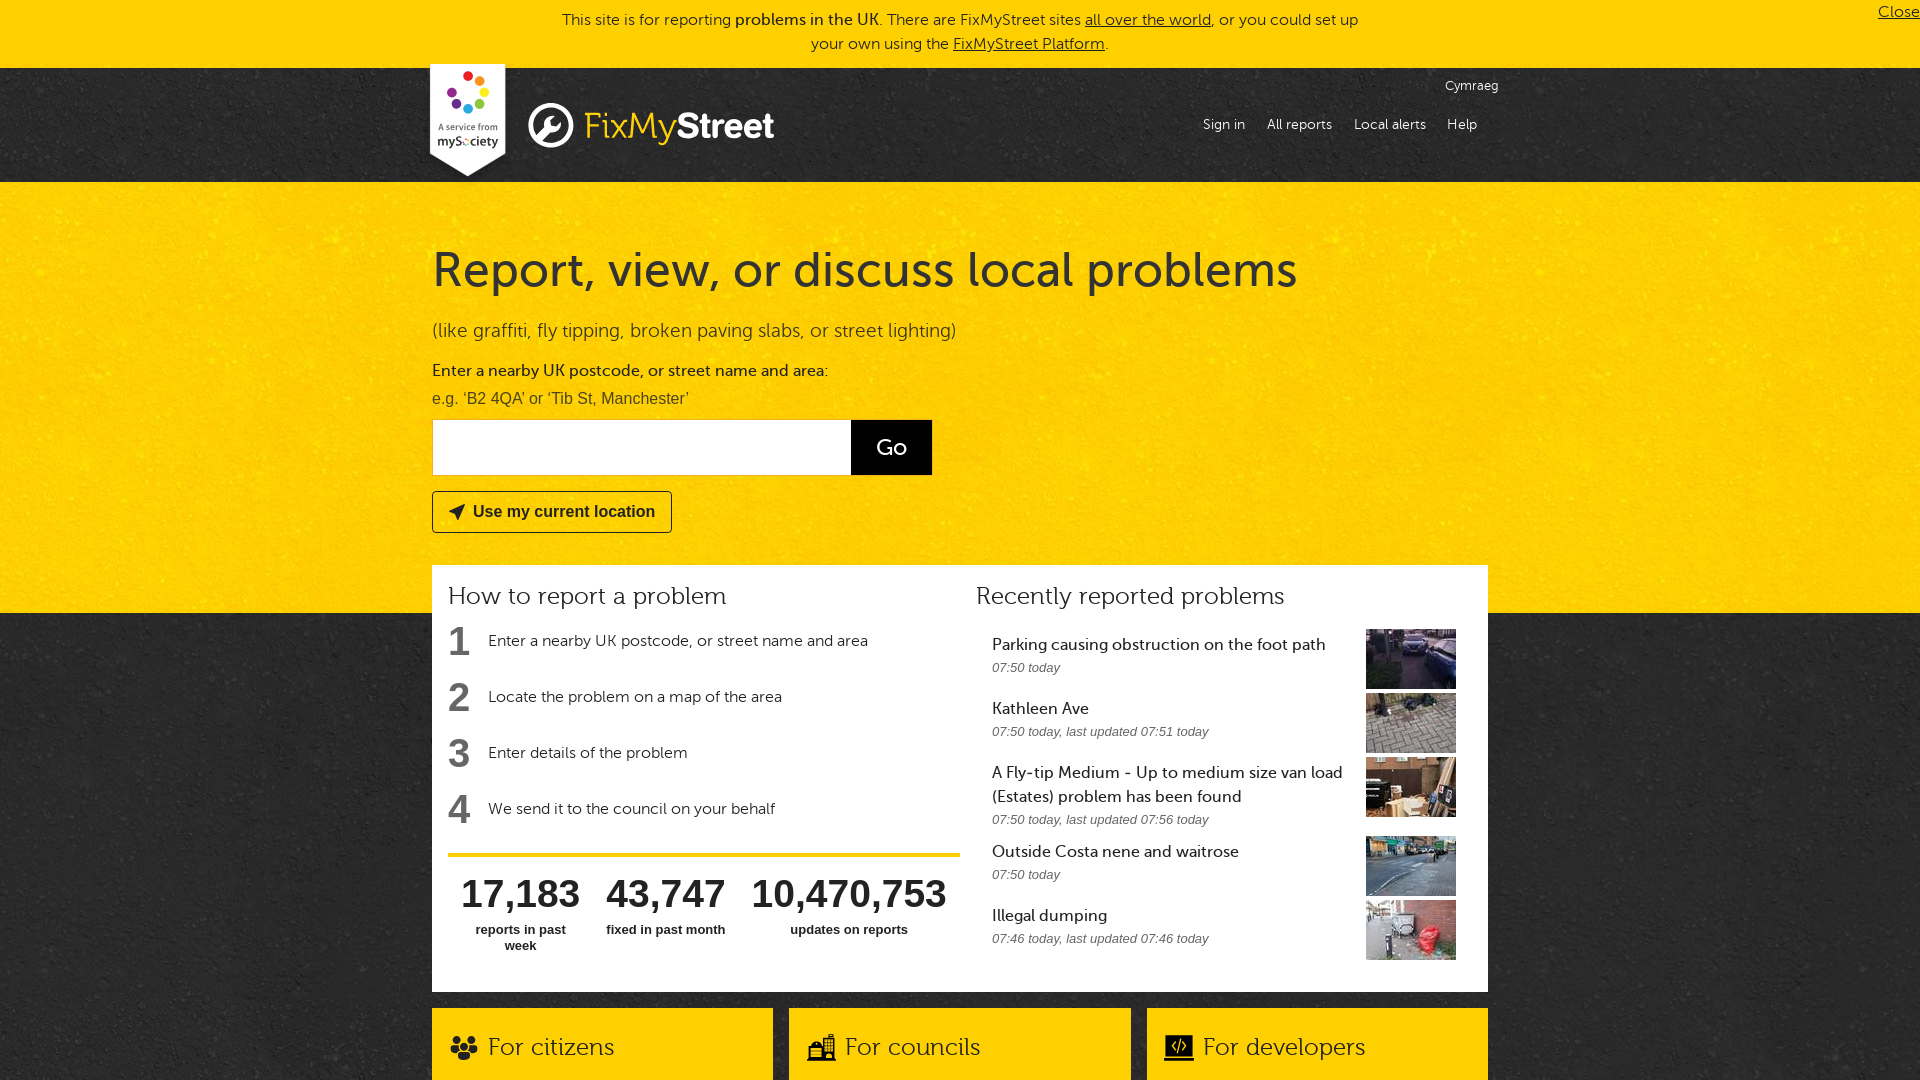 This site is for reporting problems in the UK. There are FixMyStreet sites all over the world, or you could set up
your own using the FixMyStreet Platform.
Close
A service from
mySociety
FixMyStreet
Cymraeg
Sign in
All reports
Local alerts
Help
Report, view, or discuss local problems
(like graffiti, fly tipping, broken paving slabs, or street lighting)
Enter a nearby UK postcode, or street name and area:
e.g. ‘B2 4QA’ or ‘Tib St, Manchester’
Go
Use my current location
How to report a problem
1 Enter a nearby UK postcode, or street name and area
2 Locate the problem on a map of the area
3 Enter details of the problem
4 We send it to the council on your behalf
17,183
reports in past
week
43,747
fixed in past month
10,470,753
updates on reports
Recently reported problems
Parking causing obstruction on the foot path
07:50 today
Kathleen Ave
07:50 today, last updated 07:51 today
A Fly-tip Medium - Up to medium size van load
(Estates) problem has been found
07:50 today, last updated 07:56 today
Outside Costa nene and waitrose
07:50 today
Illegal dumping
07:46 today, last updated 07:46 today
For citizens
For councils
For developers